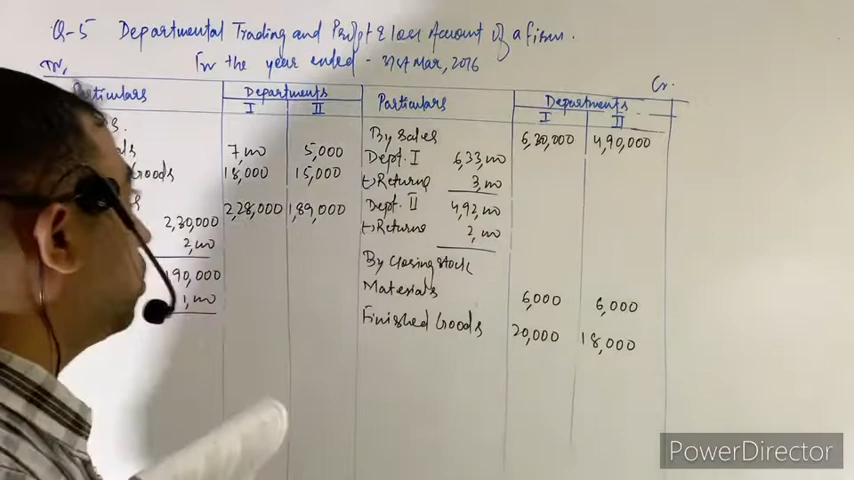 Q-5 Departmental Trading and Profit & loss Account of a firm.
For the year ended - 31st Mar, 2016
Dr. Cr.
Particulars Departments Particulars Departments
I II I II
By Sales 6,30,000 4,90,000
7,000 5,000 Dept. I 6,33,000
Goods 18,000 15,000 (-) Returns 3,000
2,28,000 1,89,000 Dept. II 4,92,000
2,30,000 (-) Returns 2,000
2,000
190,000 By Closing stock
1,000 Materials 6,000 6,000
Finished Goods 20,000 18,000
PowerDirector